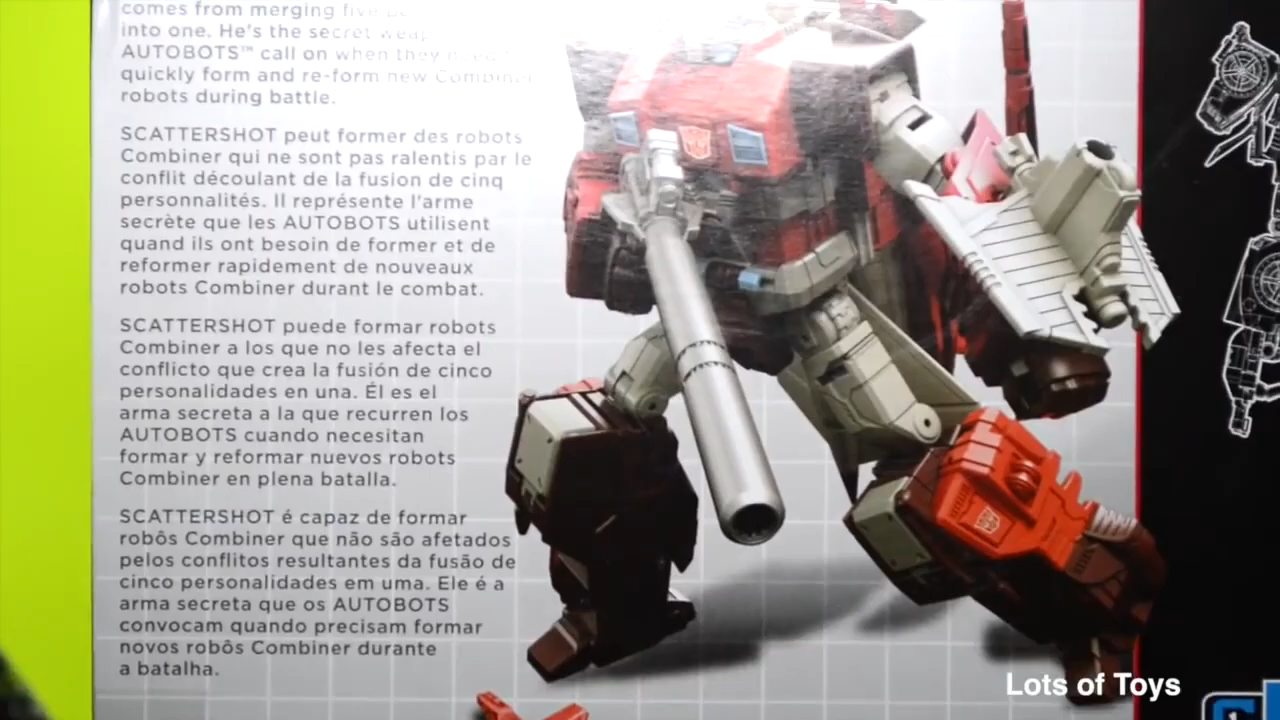 comes from merging five
into one. He's the secret
AUTOBOTS™ call on when they need
quickly form and re-form new Combiner
robots during battle.
SCATTERSHOT peut former des robots
Combiner qui ne sont pas ralentis par le
conflit découlant de la fusion de cinq
personnalités. Il représente l'arme
secrète que les AUTOBOTS utilisent
quand ils ont besoin de former et de
reformer rapidement de nouveaux
robots Combiner durant le combat.
SCATTERSHOT puede formar robots
Combiner a los que no les afecta el
conflicto que crea la fusión de cinco
personalidades en una. Él es el
arma secreta a la que recurren los
AUTOBOTS cuando necesitan
formar y reformar nuevos robots
Combiner en plena batalla.
SCATTERSHOT é capaz de formar
robôs Combiner que não são afetados
pelos conflitos resultantes da fusão de
cinco personalidades em uma. Ele é a
arma secreta que os AUTOBOTS
convocam quando precisam formar
novos robôs Combiner durante
a batalha.
Lots of Toys